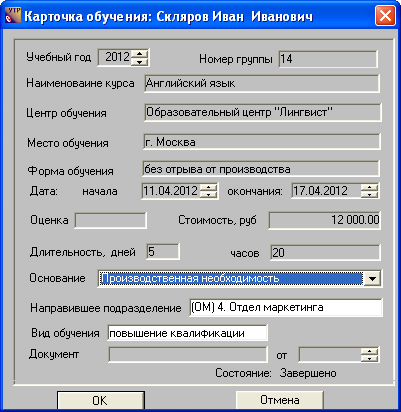 Карточка обучения: Скляров Иван Иванович
Учебный год 2012 Номер группы 14
Наименование курса Английский язык
Центр обучения Образовательный центр "Лингвист"
Место обучения г. Москва
Форма обучения без отрыва от производства
Дата: начала 11.04.2012 окончания: 17.04.2012
Оценка Стоимость, руб 12 000.00
Длительность, дней 5 часов 20
Основание Производственная необходимость
Направившее подразделение (ОМ) 4. Отдел маркетинга
Вид обучения повышение квалификации
Документ от
Состояние: Завершено
OK Отмена